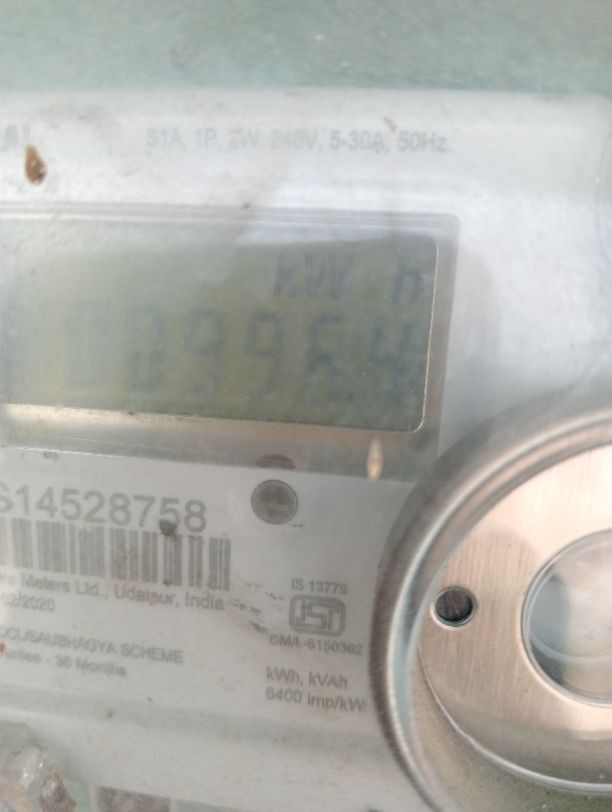 S1A, 1P, 2W, 240V, 5-30A, 50Hz
kW h
00996.4
S14528758
Meters Ltd., Udaipur, India
IS 13779
CM/L-8150362
SCHEME
- 36 Months
kWh, kVAh
6400 imp/kW